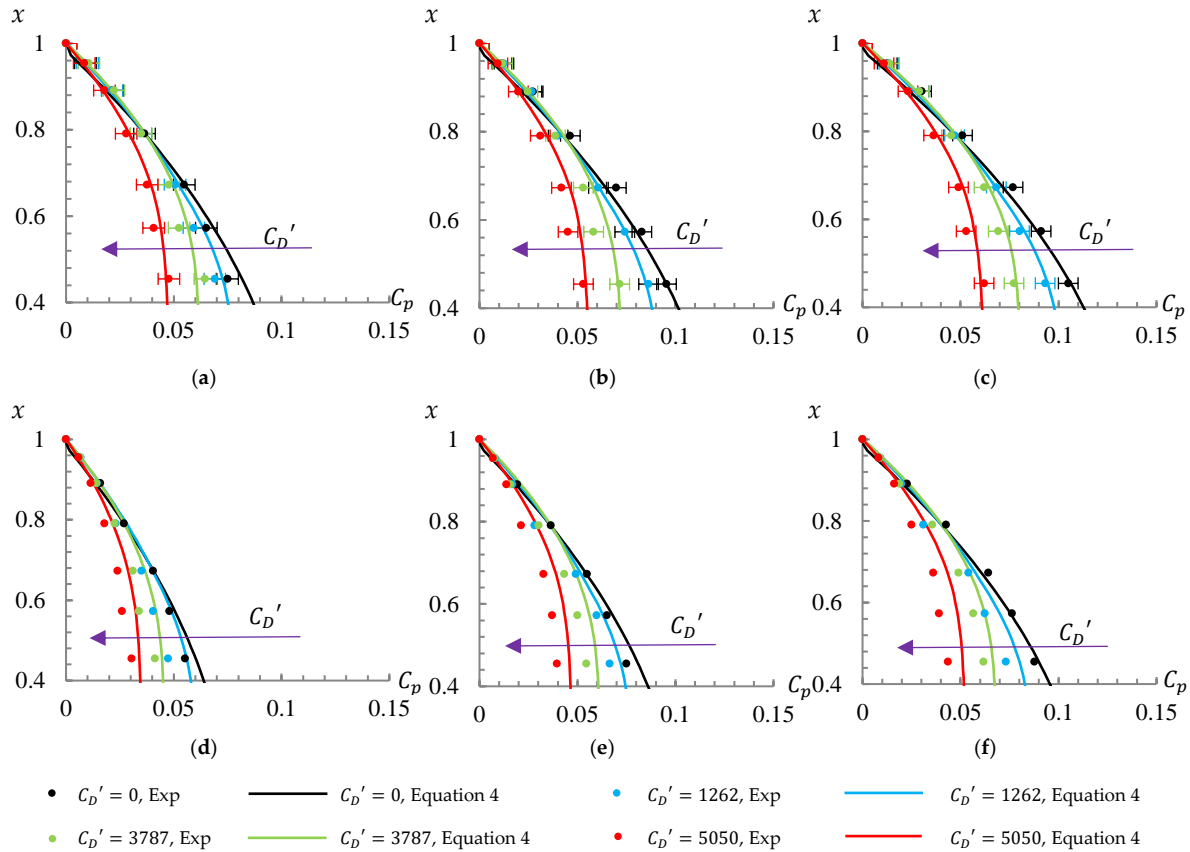 x
x
x
1
0.8
0.6
0.4
C_D′
C_p
0
0.05
0.1
0.15
1
0.8
0.6
0.4
C_D′
C_p
0
0.05
0.1
0.15
1
0.8
0.6
0.4
C_D′
C_p
0
0.05
0.1
0.15
(a)
(b)
(c)
x
x
x
1
0.8
0.6
0.4
C_D′
C_p
0
0.05
0.1
0.15
1
0.8
0.6
0.4
C_D′
C_p
0
0.05
0.1
0.15
1
0.8
0.6
0.4
C_D′
C_p
0
0.05
0.1
0.15
(d)
(e)
(f)
C_D′ = 0, Exp
C_D′ = 0, Equation 4
C_D′ = 1262, Exp
C_D′ = 1262, Equation 4
C_D′ = 3787, Exp
C_D′ = 3787, Equation 4
C_D′ = 5050, Exp
C_D′ = 5050, Equation 4